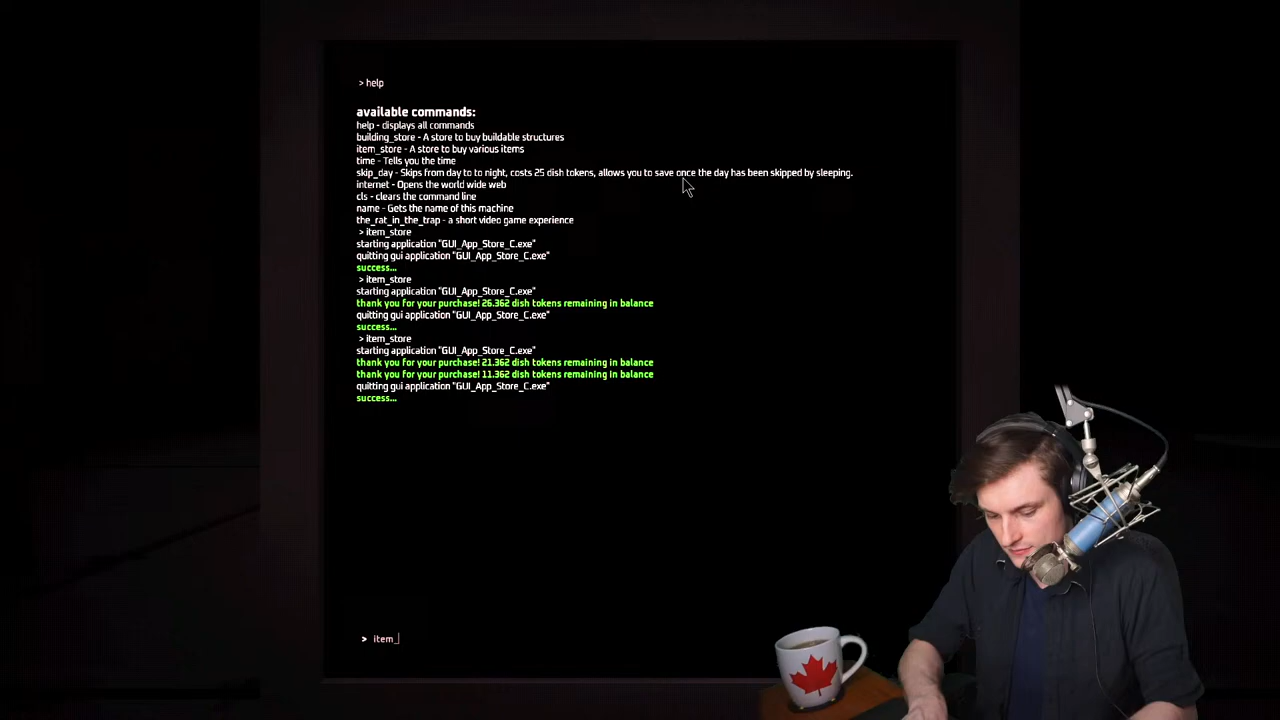 > help
available commands:
help - displays all commands
building_store - A store to buy buildable structures
item_store - A store to buy various items
time - Tells you the time
skip_day - Skips from day to to night, costs 25 dish tokens, allows you to save once the day has been skipped by sleeping.
internet - Opens the world wide web
cls - clears the command line
name - Gets the name of this machine
the_rat_in_the_trap - a short video game experience
> item_store
starting application "GUI_App_Store_C.exe"
quitting gui application "GUI_App_Store_C.exe"
success...
> item_store
starting application "GUI_App_Store_C.exe"
thank you for your purchase! 26.362 dish tokens remaining in balance
quitting gui application "GUI_App_Store_C.exe"
success...
> item_store
starting application "GUI_App_Store_C.exe"
thank you for your purchase! 21.362 dish tokens remaining in balance
thank you for your purchase! 11.362 dish tokens remaining in balance
quitting gui application "GUI_App_Store_C.exe"
success...
> item_